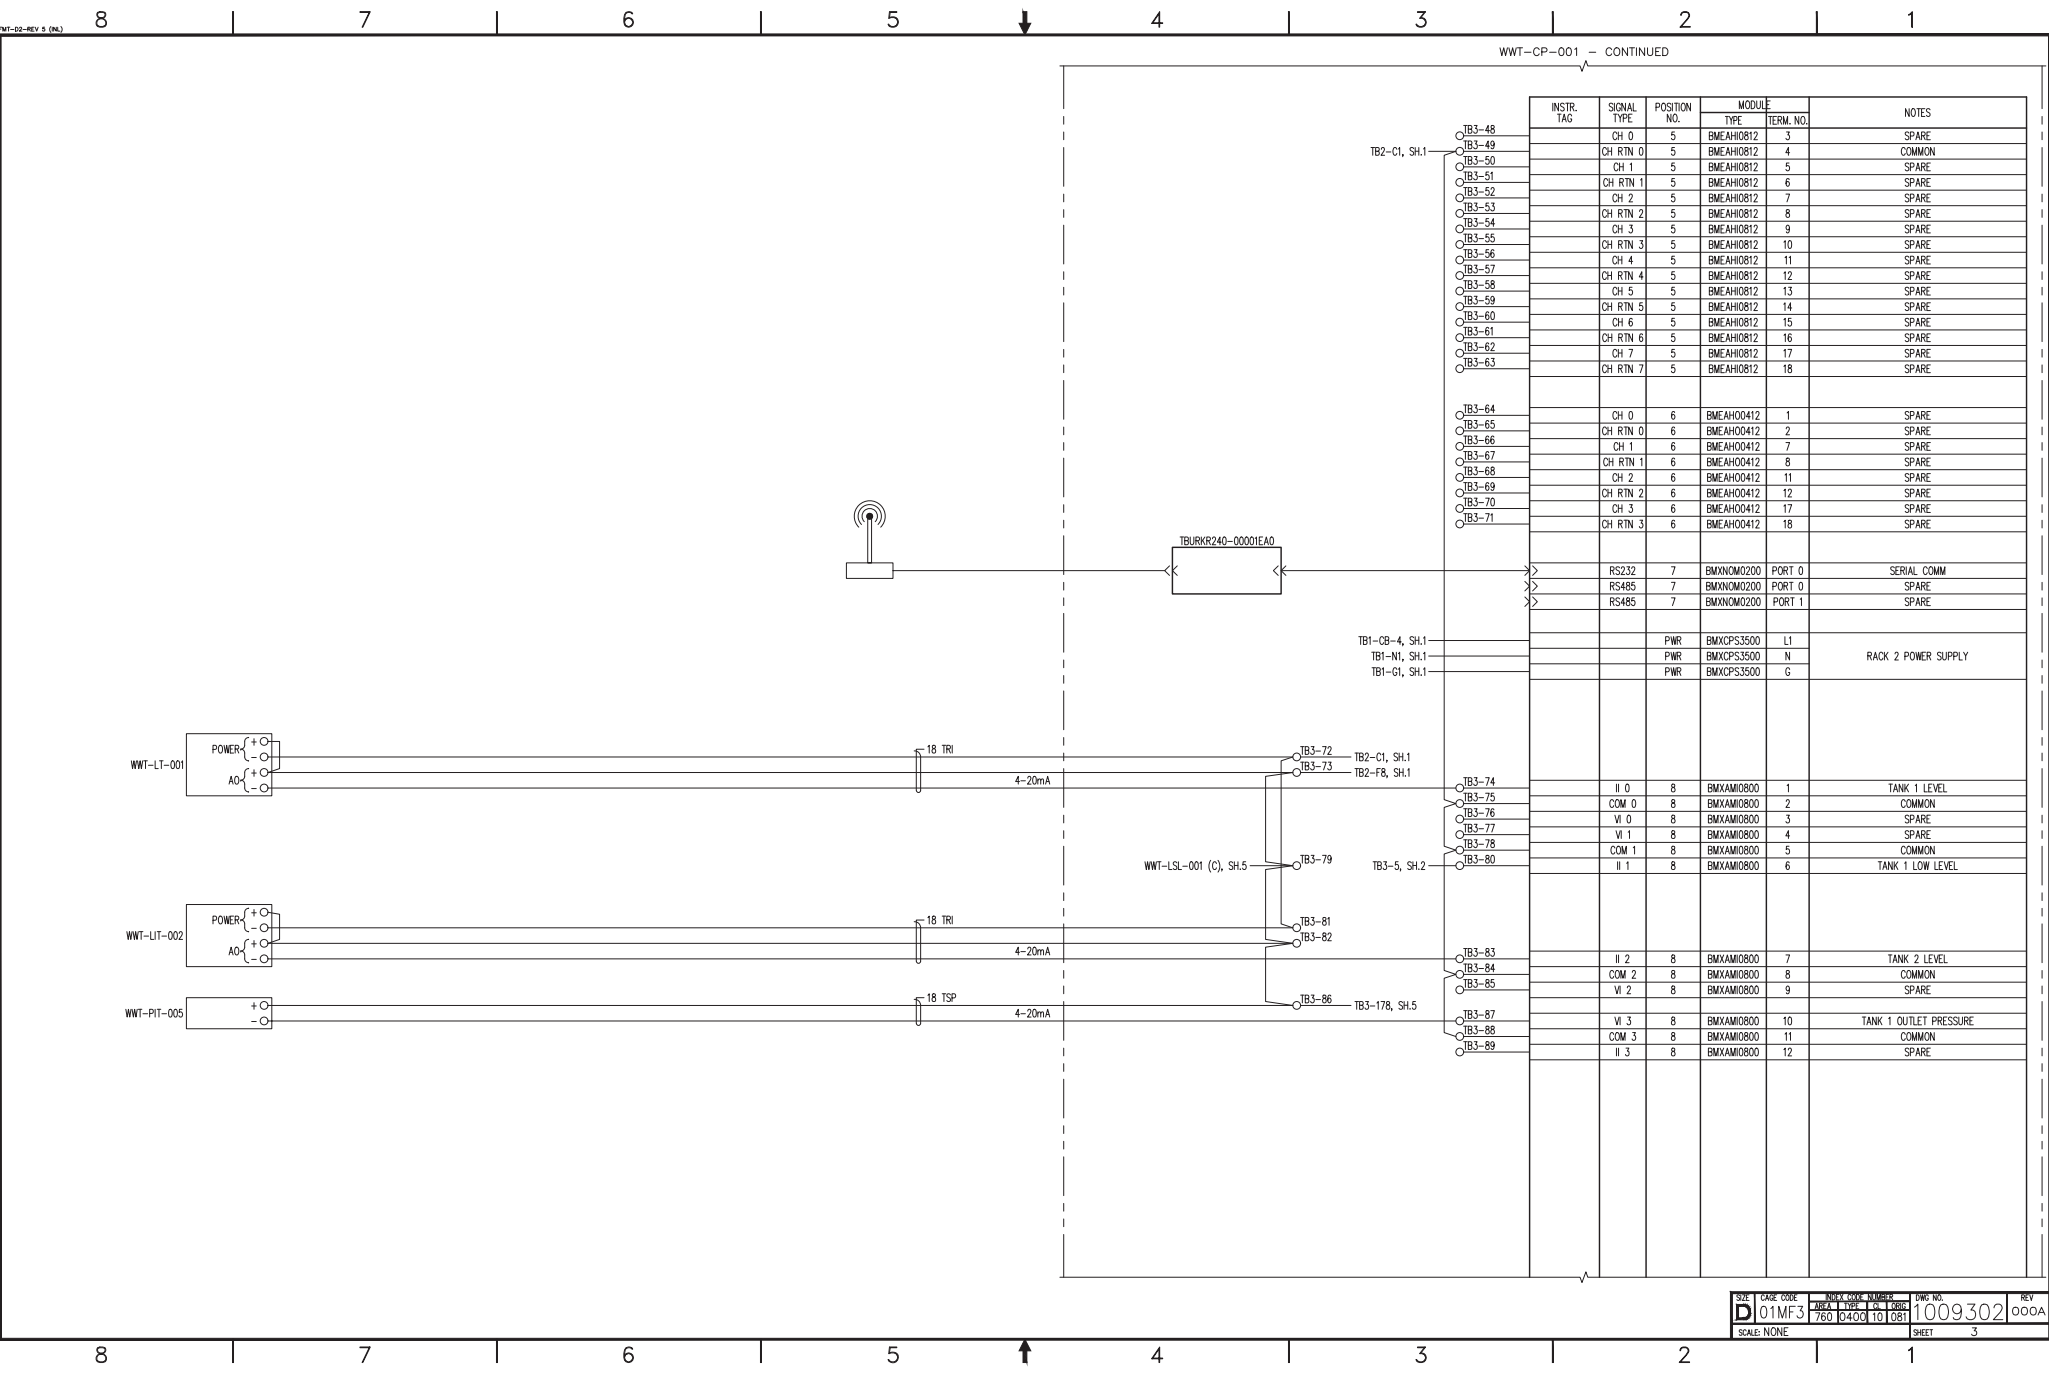 8 7 6 5 4 3 2 1
FMT-D2-REV 5 (INL)
WWT-CP-001 - CONTINUED
INSTR. TAG SIGNAL TYPE POSITION NO. MODULE TYPE TERM. NO. NOTES
TB3-48 CH 0 5 BMEAHI0812 3 SPARE
TB2-C1, SH.1 TB3-49 CH RTN 0 5 BMEAHI0812 4 COMMON
TB3-50 CH 1 5 BMEAHI0812 5 SPARE
TB3-51 CH RTN 1 5 BMEAHI0812 6 SPARE
TB3-52 CH 2 5 BMEAHI0812 7 SPARE
TB3-53 CH RTN 2 5 BMEAHI0812 8 SPARE
TB3-54 CH 3 5 BMEAHI0812 9 SPARE
TB3-55 CH RTN 3 5 BMEAHI0812 10 SPARE
TB3-56 CH 4 5 BMEAHI0812 11 SPARE
TB3-57 CH RTN 4 5 BMEAHI0812 12 SPARE
TB3-58 CH 5 5 BMEAHI0812 13 SPARE
TB3-59 CH RTN 5 5 BMEAHI0812 14 SPARE
TB3-60 CH 6 5 BMEAHI0812 15 SPARE
TB3-61 CH RTN 6 5 BMEAHI0812 16 SPARE
TB3-62 CH 7 5 BMEAHI0812 17 SPARE
TB3-63 CH RTN 7 5 BMEAHI0812 18 SPARE
TB3-64 CH 0 6 BMEAHO0412 1 SPARE
TB3-65 CH RTN 0 6 BMEAHO0412 2 SPARE
TB3-66 CH 1 6 BMEAHO0412 7 SPARE
TB3-67 CH RTN 1 6 BMEAHO0412 8 SPARE
TB3-68 CH 2 6 BMEAHO0412 11 SPARE
TB3-69 CH RTN 2 6 BMEAHO0412 12 SPARE
TB3-70 CH 3 6 BMEAHO0412 17 SPARE
TB3-71 CH RTN 3 6 BMEAHO0412 18 SPARE
TBURKR240-00001EA0
RS232 7 BMXNOM0200 PORT 0 SERIAL COMM
RS485 7 BMXNOM0200 PORT 0 SPARE
RS485 7 BMXNOM0200 PORT 1 SPARE
TB1-CB-4, SH.1 PWR BMXCPS3500 L1
TB1-N1, SH.1 PWR BMXCPS3500 N RACK 2 POWER SUPPLY
TB1-G1, SH.1 PWR BMXCPS3500 G
WWT-LT-001 POWER + - AO + -
18 TRI TB3-72 TB2-C1, SH.1
TB3-73 TB2-F8, SH.1
4-20mA TB3-74 II 0 8 BMXAMI0800 1 TANK 1 LEVEL
TB3-75 COM 0 8 BMXAMI0800 2 COMMON
TB3-76 VI 0 8 BMXAMI0800 3 SPARE
TB3-77 VI 1 8 BMXAMI0800 4 SPARE
TB3-78 COM 1 8 BMXAMI0800 5 COMMON
WWT-LSL-001 (C), SH.5 TB3-79 TB3-5, SH.2 TB3-80 II 1 8 BMXAMI0800 6 TANK 1 LOW LEVEL
WWT-LIT-002 POWER + - AO + -
18 TRI TB3-81
TB3-82
4-20mA TB3-83 II 2 8 BMXAMI0800 7 TANK 2 LEVEL
TB3-84 COM 2 8 BMXAMI0800 8 COMMON
TB3-85 VI 2 8 BMXAMI0800 9 SPARE
WWT-PIT-005 + -
18 TSP TB3-86 TB3-178, SH.5
4-20mA TB3-87 VI 3 8 BMXAMI0800 10 TANK 1 OUTLET PRESSURE
TB3-88 COM 3 8 BMXAMI0800 11 COMMON
TB3-89 II 3 8 BMXAMI0800 12 SPARE
SIZE D CAGE CODE 01MF3 INDEX CODE NUMBER AREA 760 TYPE 0400 CL 10 ORIG 081 DWG NO. 1009302 REV 000A
SCALE: NONE SHEET 3
8 7 6 5 4 3 2 1